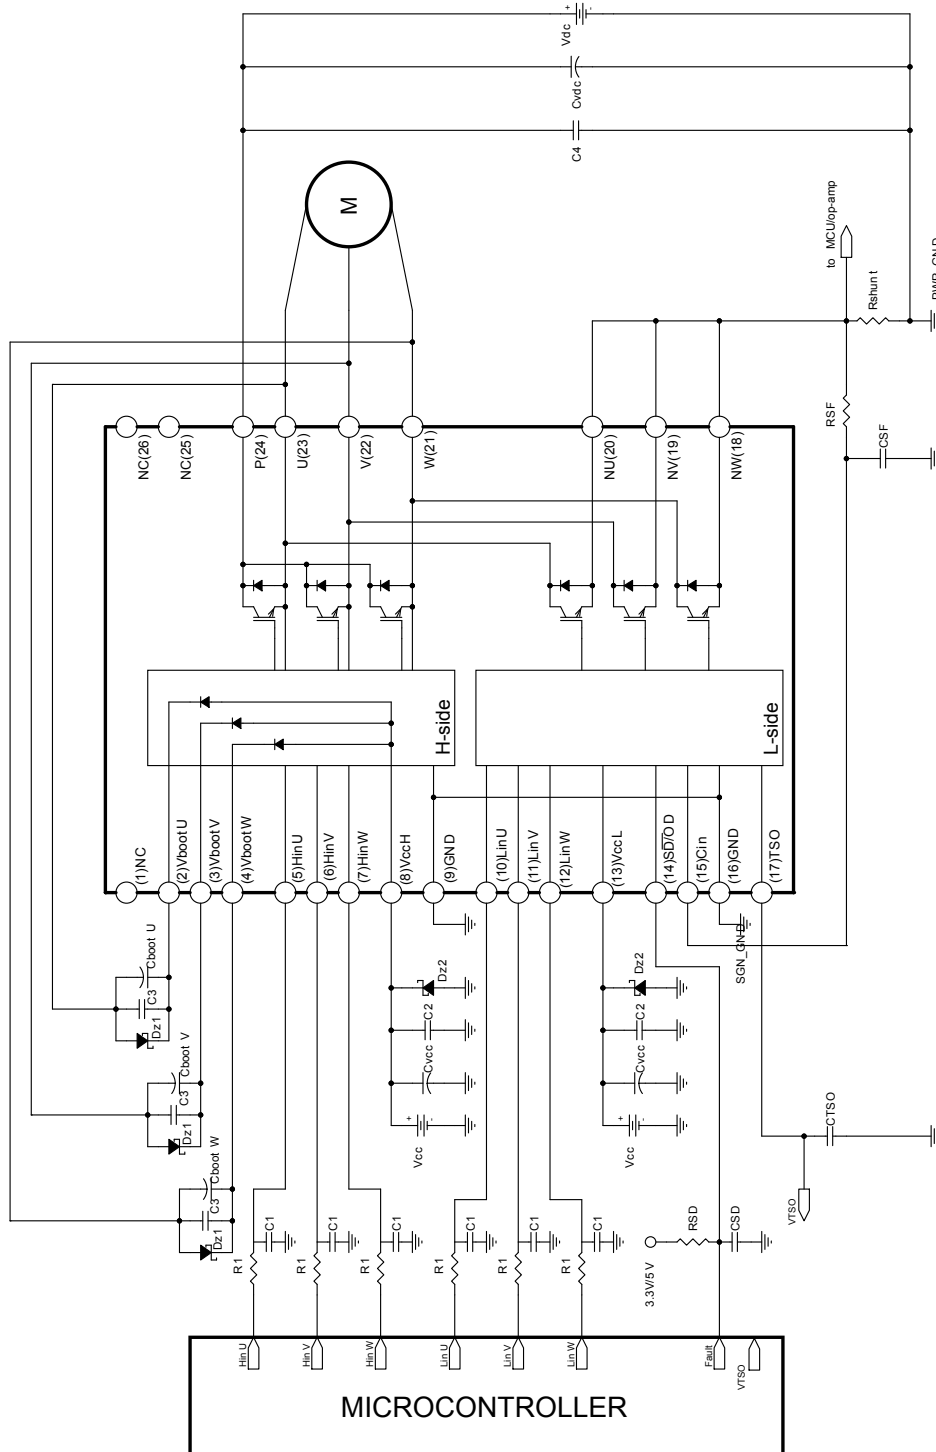 Vdc
+
-
Cvdc
C4
M
to MCU/op-amp
Rshunt
PWR_GND
RSF
CSF
NC(26)
NC(25)
P(24)
U(23)
V(22)
W(21)
NU(20)
NV(19)
NW(18)
H-side
L-side
(1)NC
(2)VbootU
(3)VbootV
(4)VbootW
(5)HinU
(6)HinV
(7)HinW
(8)VccH
(9)GND
(10)LinU
(11)LinV
(12)LinW
(13)VccL
(14)SD/OD
(15)Cin
(16)GND
(17)TSO
SGN_GND
Cboot U
C3
Dz1
Cboot V
C3
Dz1
Cboot W
C3
Dz1
Dz2
C2
Cvcc
+
-
Vcc
Dz2
C2
Cvcc
+
-
Vcc
CTSO
VTSO
R1
C1
R1
C1
R1
C1
R1
C1
R1
C1
R1
C1
RSD
CSD
3.3V/5V
Hin U
Hin V
Hin W
Lin U
Lin V
Lin W
Fault
VTSO
MICROCONTROLLER